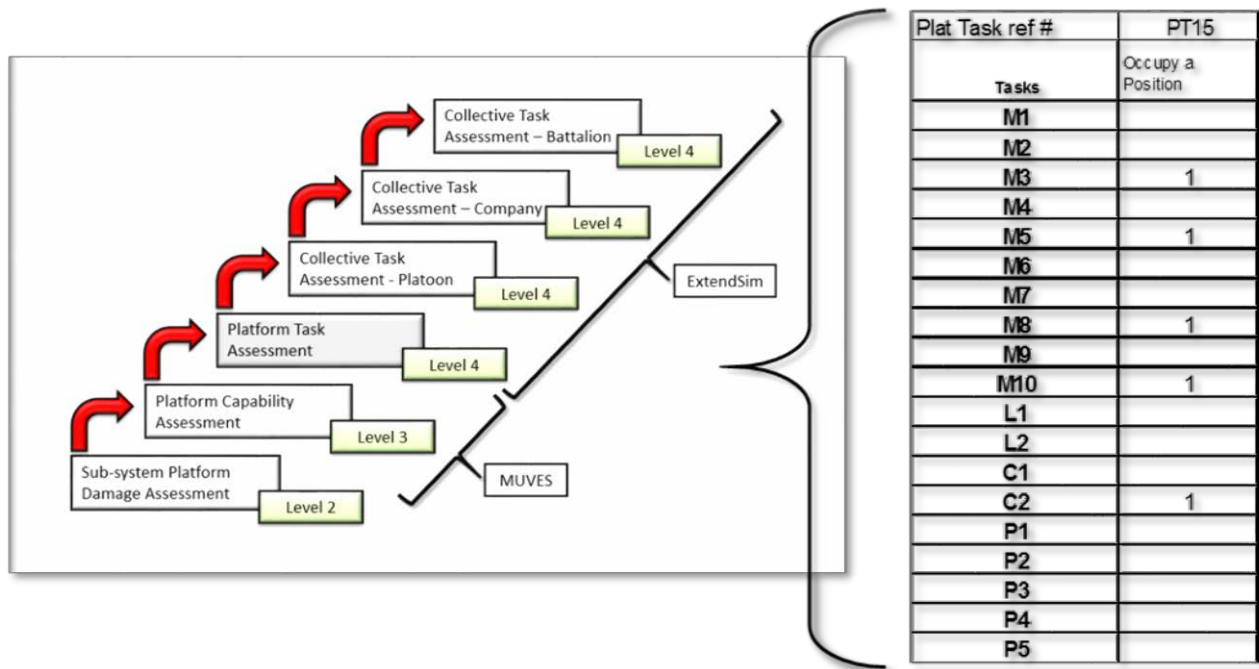 Collective Task
Assessment – Battalion
Level 4
Collective Task
Assessment – Company
Level 4
Collective Task
Assessment - Platoon
Level 4
ExtendSim
Platform Task
Assessment
Level 4
Platform Capability
Assessment
Level 3
MUVES
Sub-system Platform
Damage Assessment
Level 2
Plat Task ref # PT15
Tasks Occupy a
Position
M1
M2
M3 1
M4
M5 1
M6
M7
M8 1
M9
M10 1
L1
L2
C1
C2 1
P1
P2
P3
P4
P5